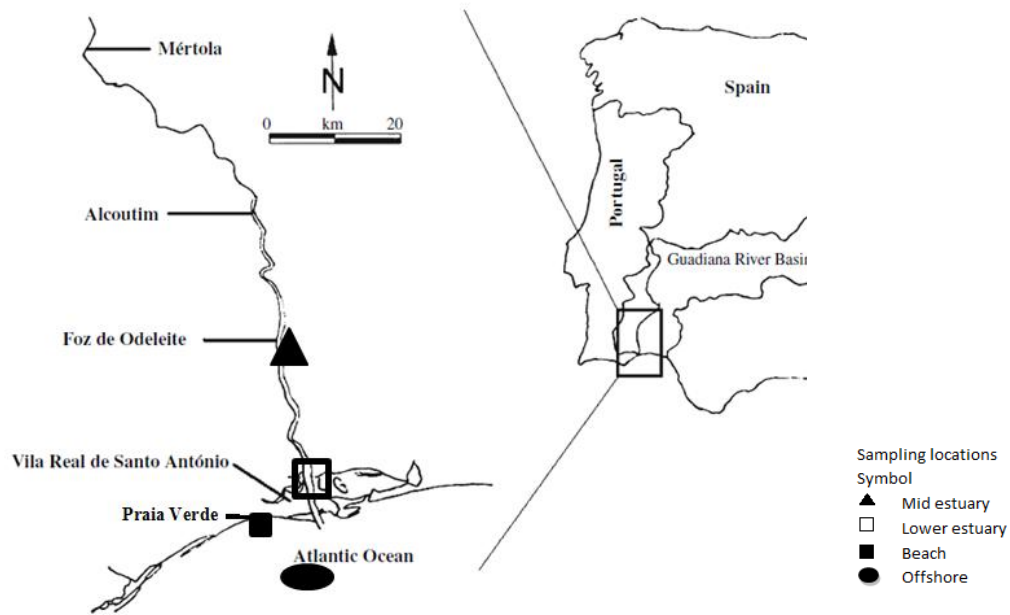 Mértola
N
0 km 20
Alcoutim
Foz de Odeleite
Vila Real de Santo António
Praia Verde
Atlantic Ocean
Spain
Portugal
Guadiana River Basin
Sampling locations
Symbol
Mid estuary
Lower estuary
Beach
Offshore